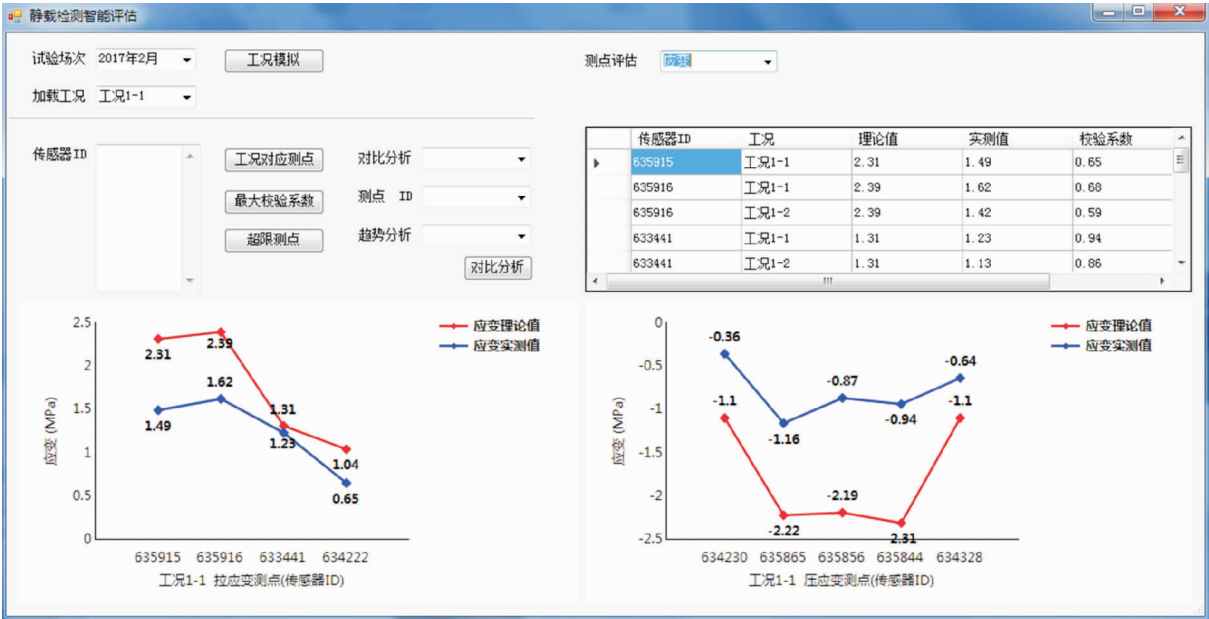 静载检测智能评估
试验场次 2017年2月 工况模拟
加载工况 工况1-1
测点评估 应变
传感器ID
工况对应测点
最大校验系数
超限测点
对比分析
测点 ID
趋势分析
对比分析
传感器ID 工况 理论值 实测值 校验系数
635915 工况1-1 2.31 1.49 0.65
635916 工况1-1 2.39 1.62 0.68
635916 工况1-2 2.39 1.42 0.59
633441 工况1-1 1.31 1.23 0.94
633441 工况1-2 1.31 1.13 0.86
应变理论值
应变实测值
应变 (MPa)
2.5
2
1.5
1
0.5
0
2.31
2.39
1.31
1.04
1.49
1.62
1.23
0.65
635915 635916 633441 634222
工况1-1 拉应变测点(传感器ID)
应变理论值
应变实测值
应变 (MPa)
0
-0.5
-1
-1.5
-2
-2.5
-0.36
-1.16
-0.87
-0.94
-0.64
-1.1
-2.22
-2.19
2.31
-1.1
634230 635865 635856 635844 634328
工况1-1 压应变测点(传感器ID)